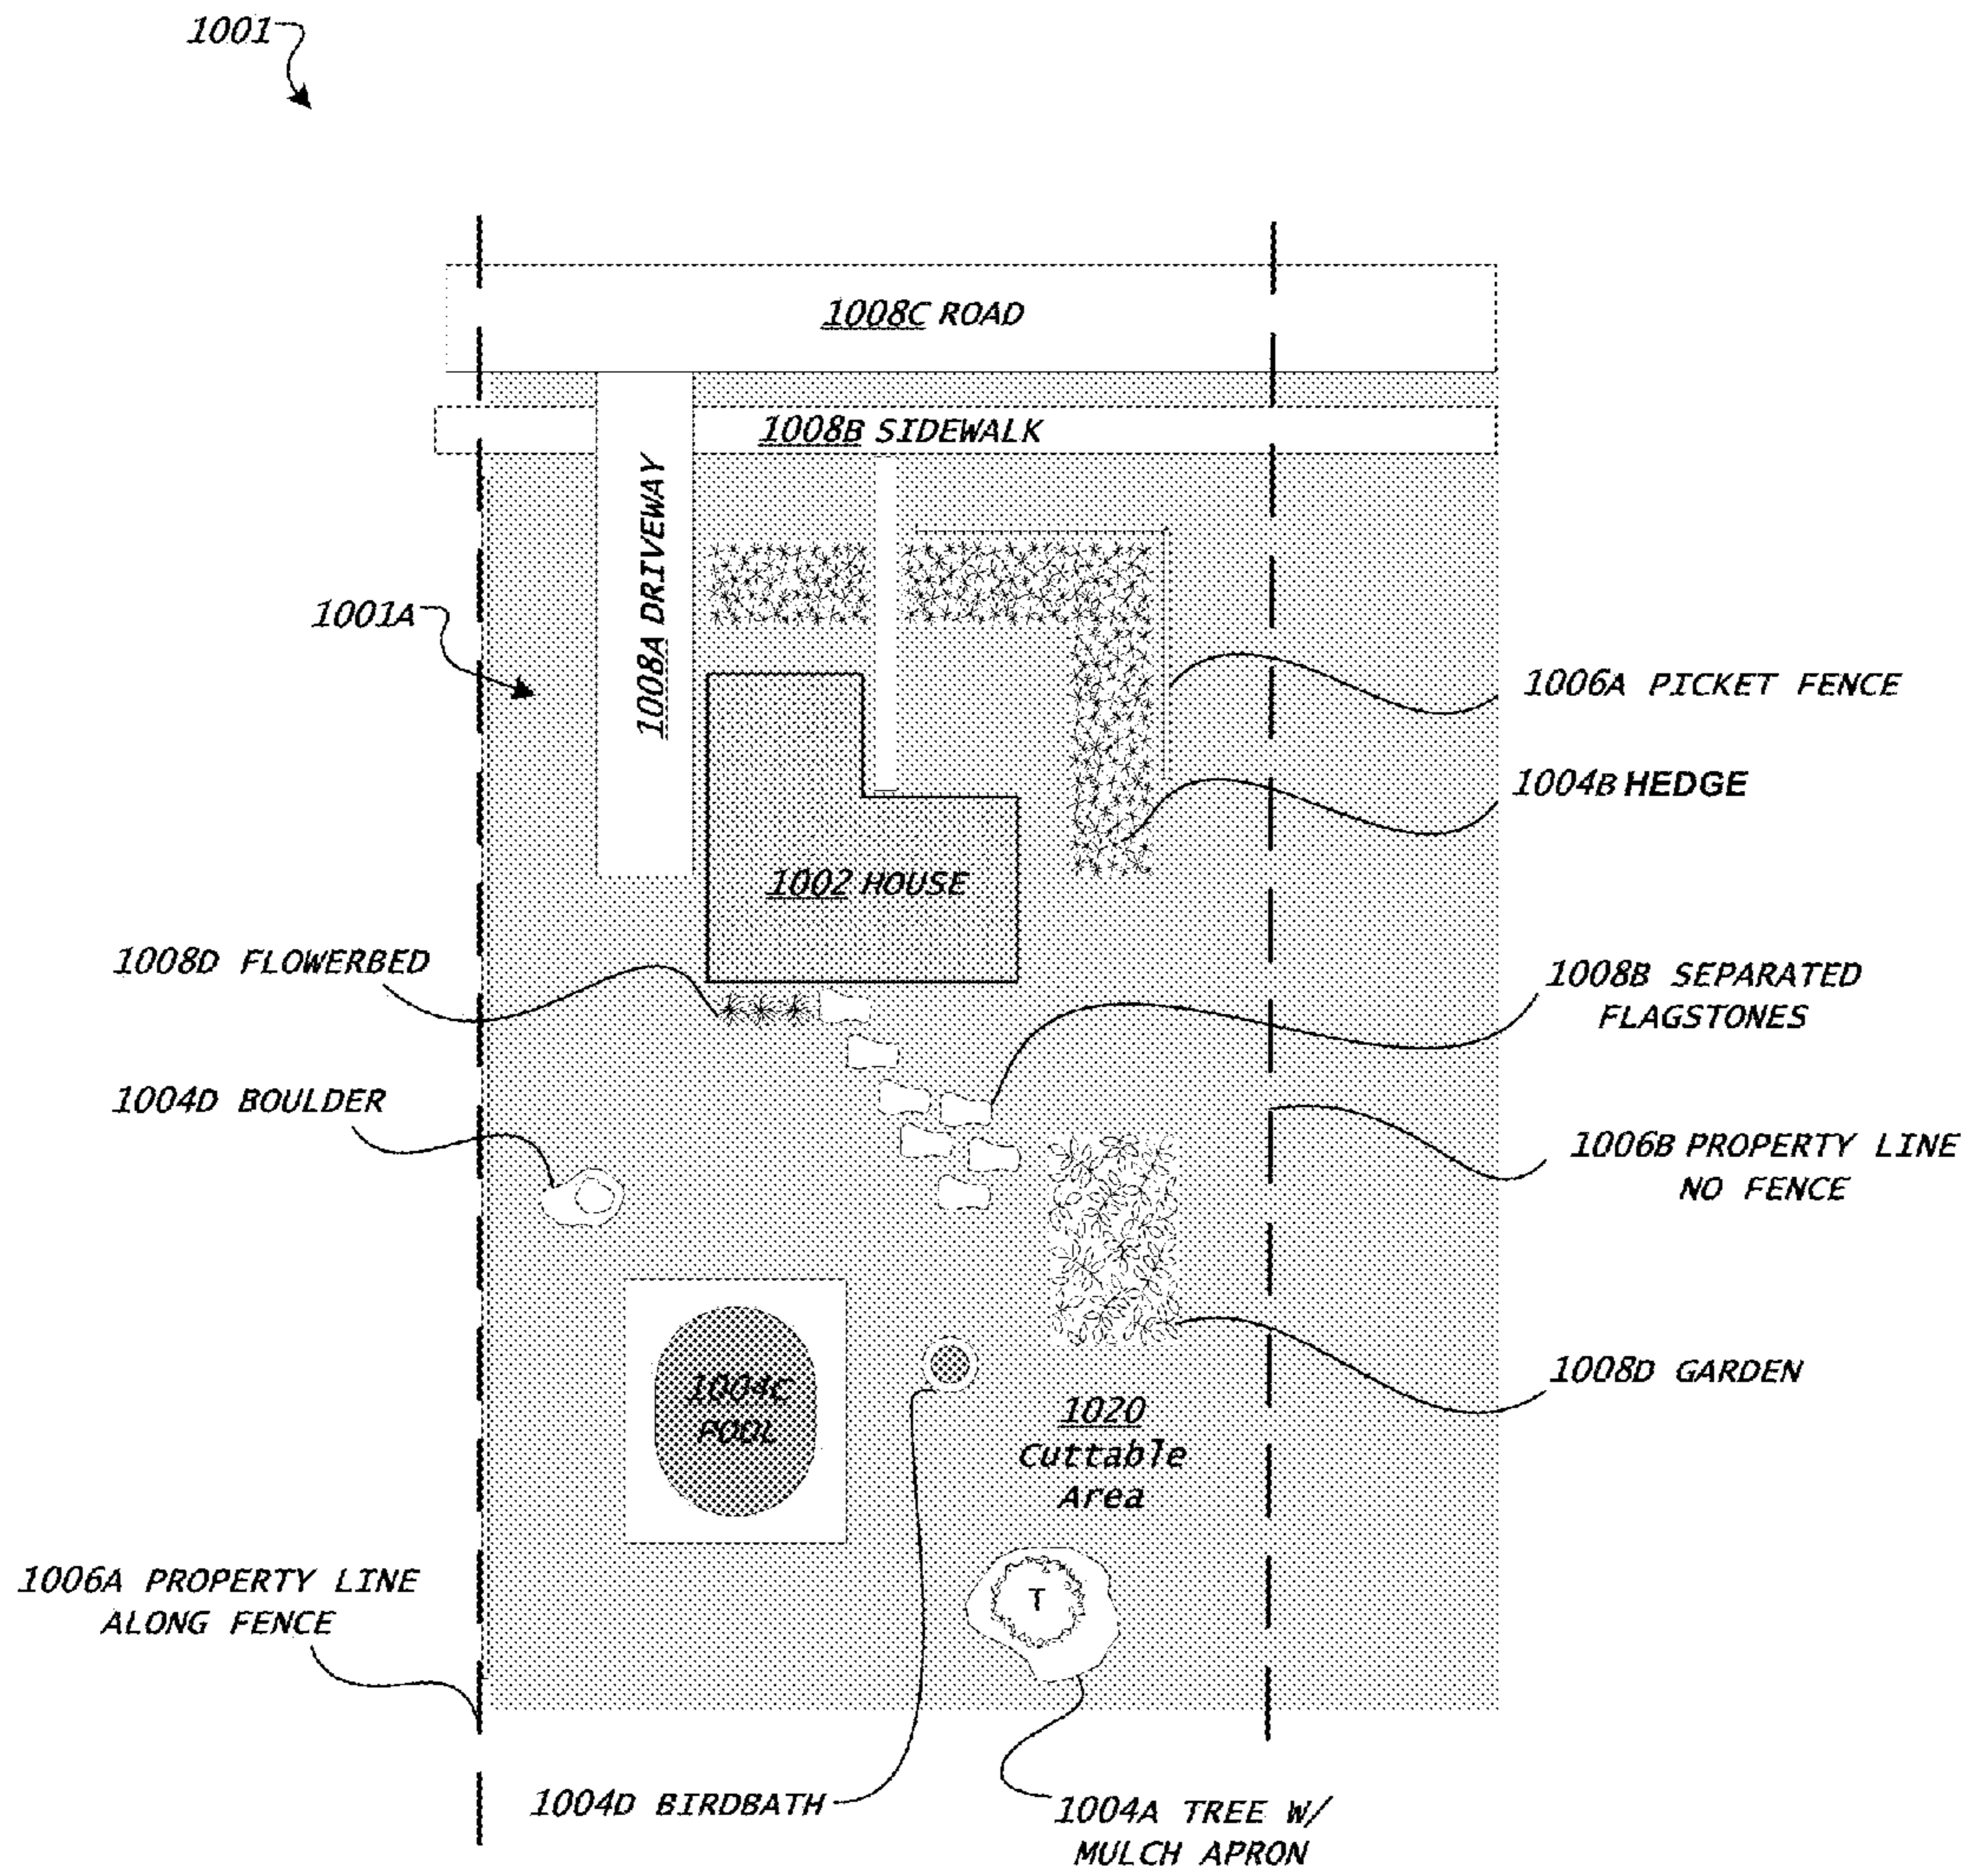 1001
1008C ROAD
1008B SIDEWALK
1008A DRIVEWAY
1001A
1006A PICKET FENCE
1004B HEDGE
1002 HOUSE
1008D FLOWERBED
1008B SEPARATED
FLAGSTONES
1004D BOULDER
1006B PROPERTY LINE
NO FENCE
1008D GARDEN
1004C
POOL
1020
Cuttable
Area
1006A PROPERTY LINE
ALONG FENCE
T
1004D BIRDBATH
1004A TREE W/
MULCH APRON